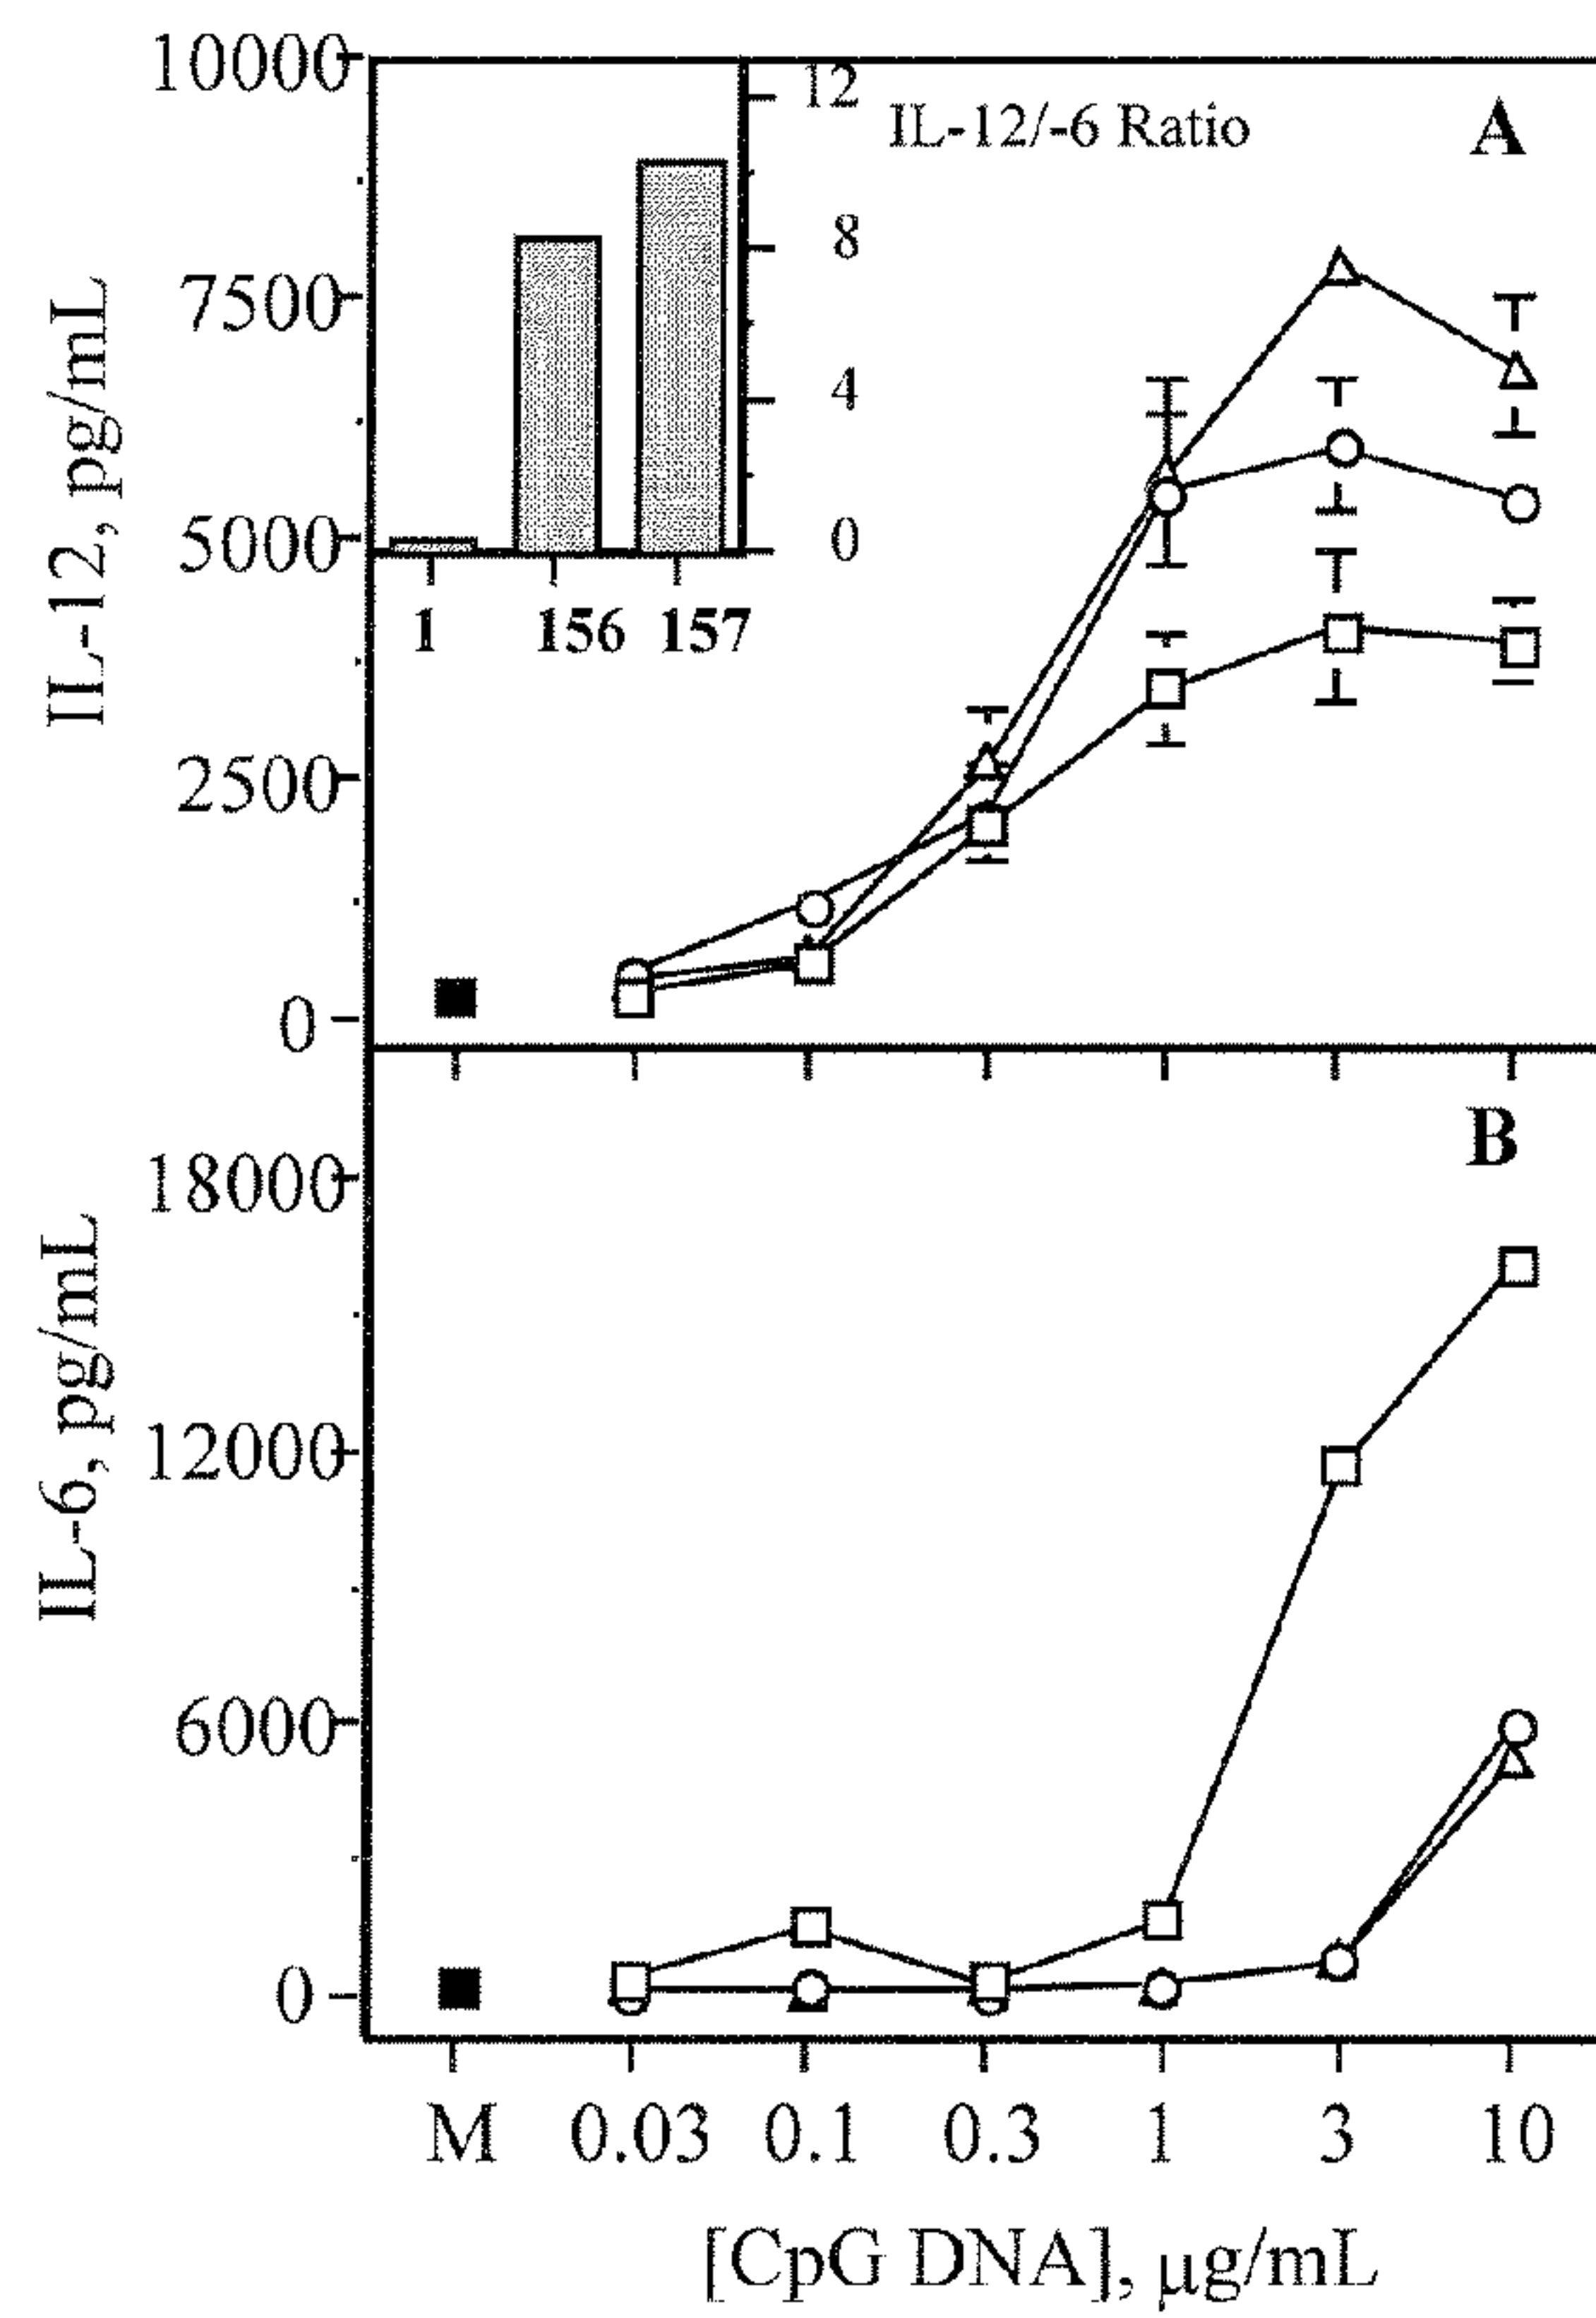 10000
7500
5000
2500
0
IL-12, pg/mL
12
8
4
0
IL-12/-6 Ratio
A
1 156 157
B
18000
12000
6000
0
IL-6, pg/mL
M 0.03 0.1 0.3 1 3 10
[CpG DNA], μg/mL